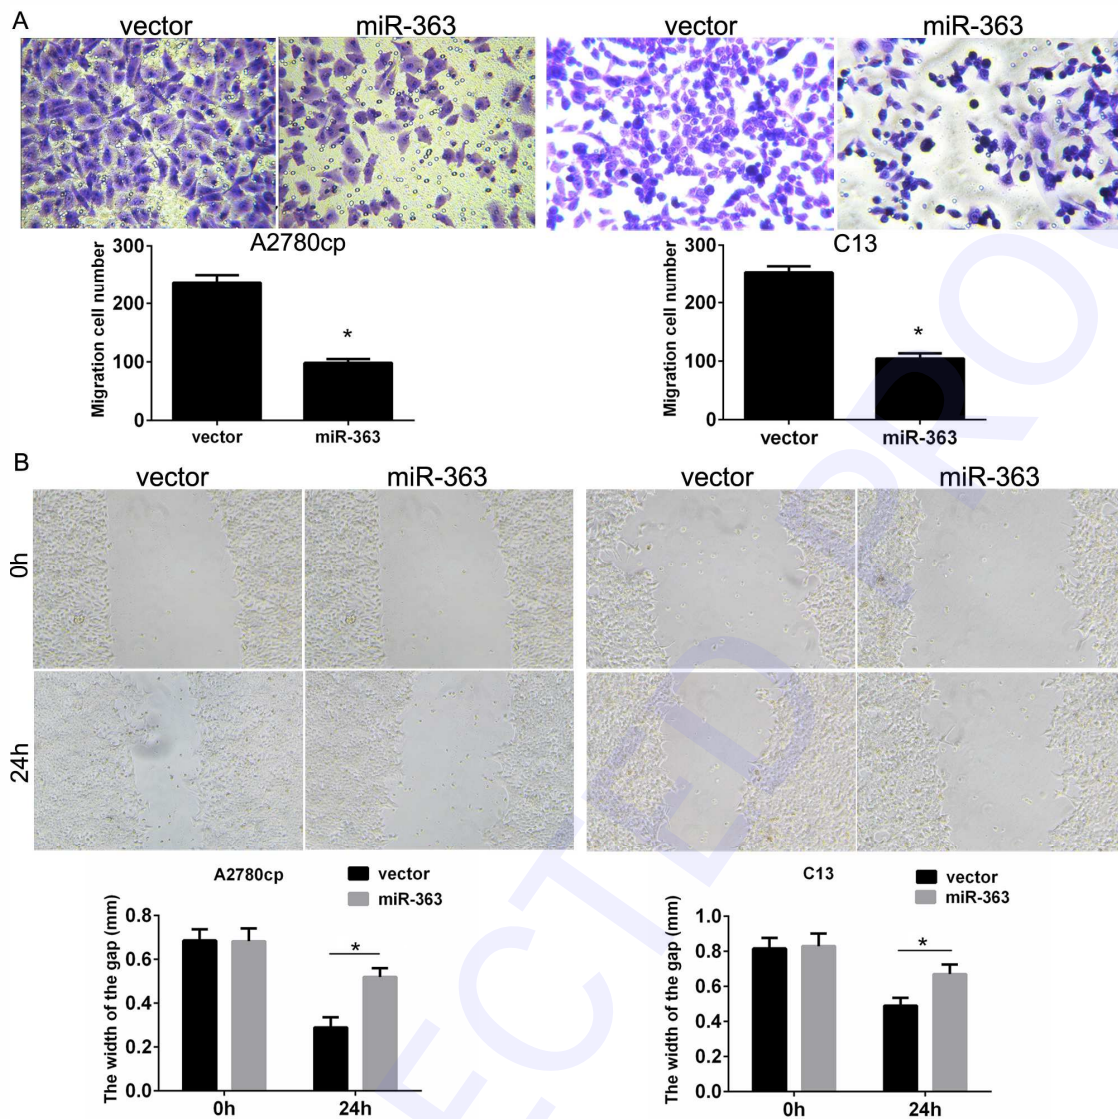 A
vector miR-363 vector miR-363
A2780cp C13
300
200
100
0
Migration cell number
vector miR-363
*
300
200
100
0
Migration cell number
vector miR-363
*
B
vector miR-363 vector miR-363
0h
24h
A2780cp
vector
miR-363
The width of the gap (mm)
0.8
0.6
0.4
0.2
0.0
*
0h 24h
C13
vector
miR-363
The width of the gap (mm)
1.0
0.8
0.6
0.4
0.2
0.0
*
0h 24h